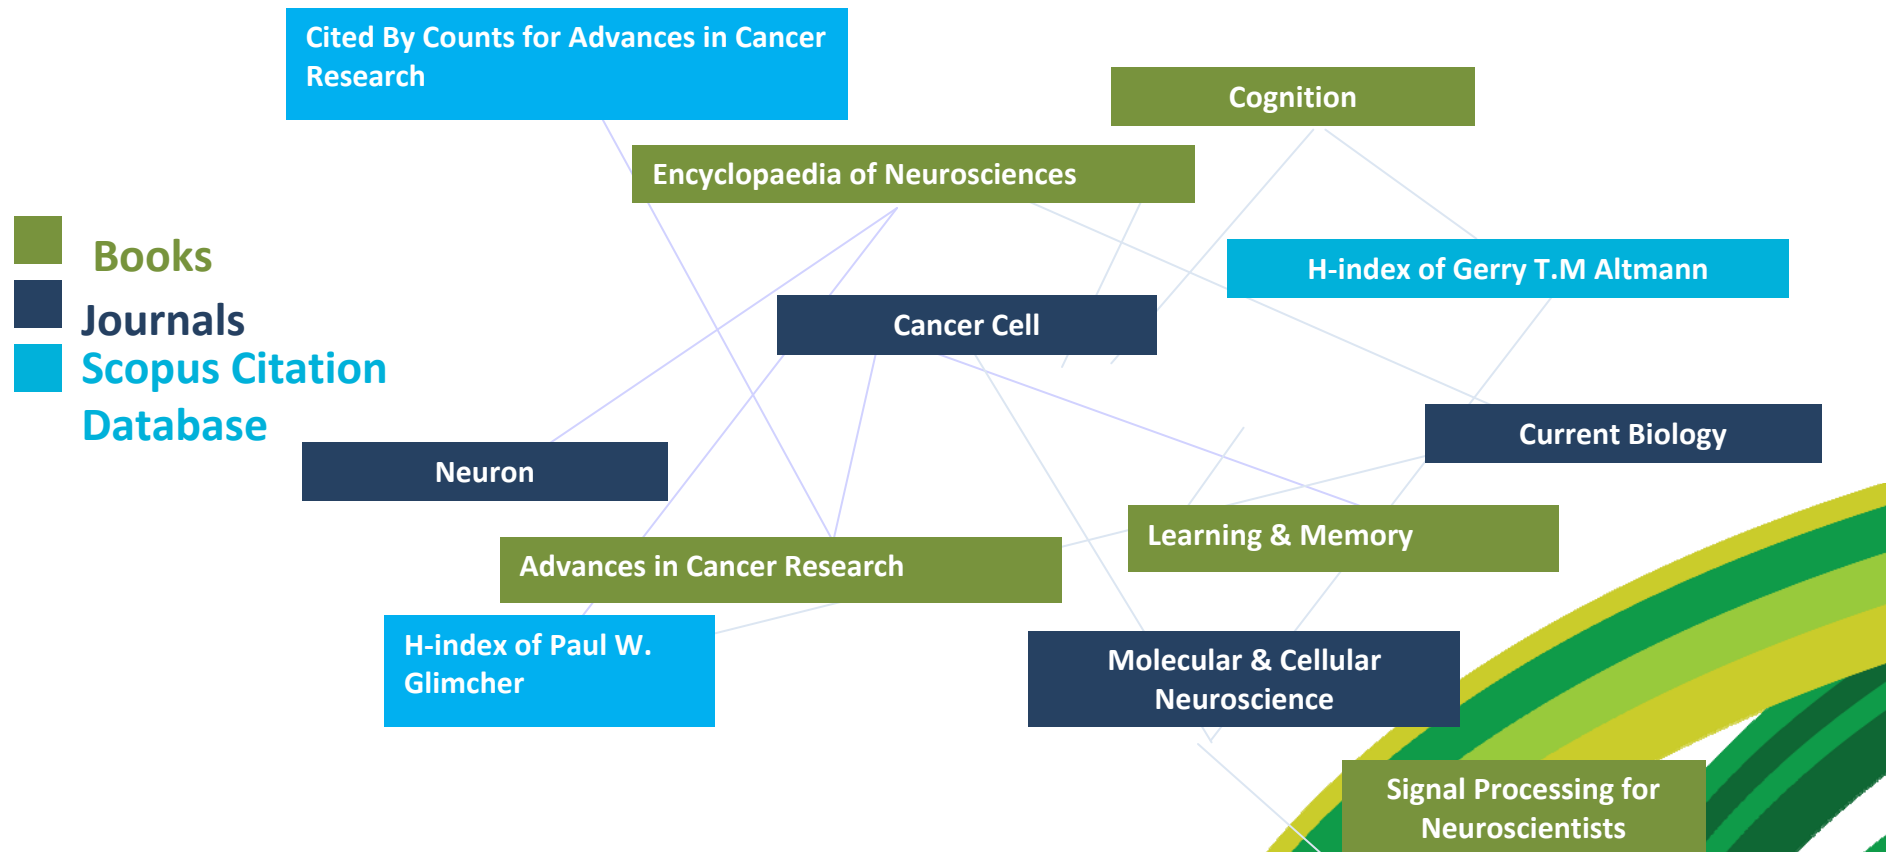 Cited By Counts for Advances in Cancer
Research
Cognition
Encyclopaedia of Neurosciences
Books
Journals
Scopus Citation
Database
H-index of Gerry T.M Altmann
Cancer Cell
Current Biology
Neuron
Learning & Memory
Advances in Cancer Research
H-index of Paul W.
Glimcher
Molecular & Cellular
Neuroscience
Signal Processing for
Neuroscientists